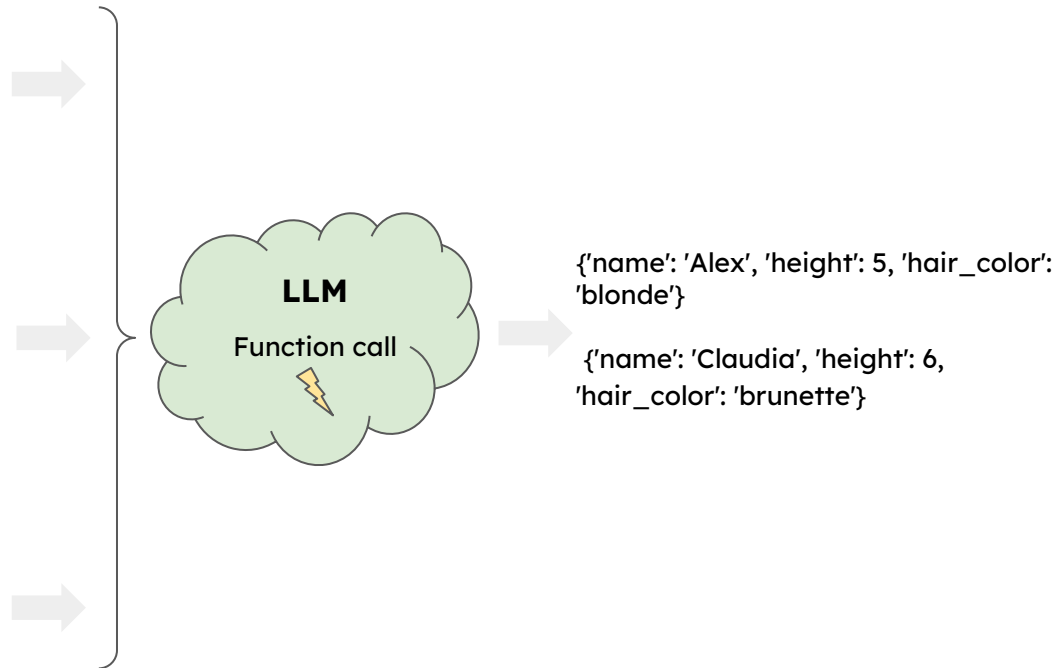 LLM
Function call
{'name': 'Alex', 'height': 5, 'hair_color':
'blonde'}
{'name': 'Claudia', 'height': 6,
'hair_color': 'brunette'}